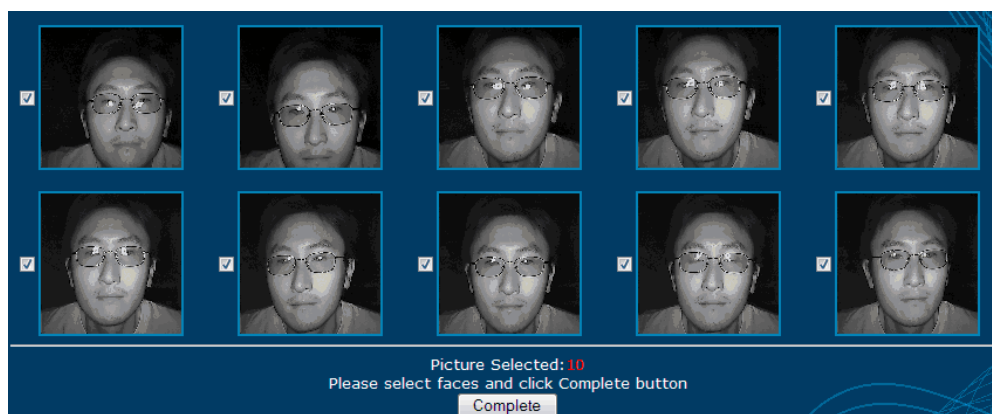 Picture Selected:10
Please select faces and click Complete button
Complete